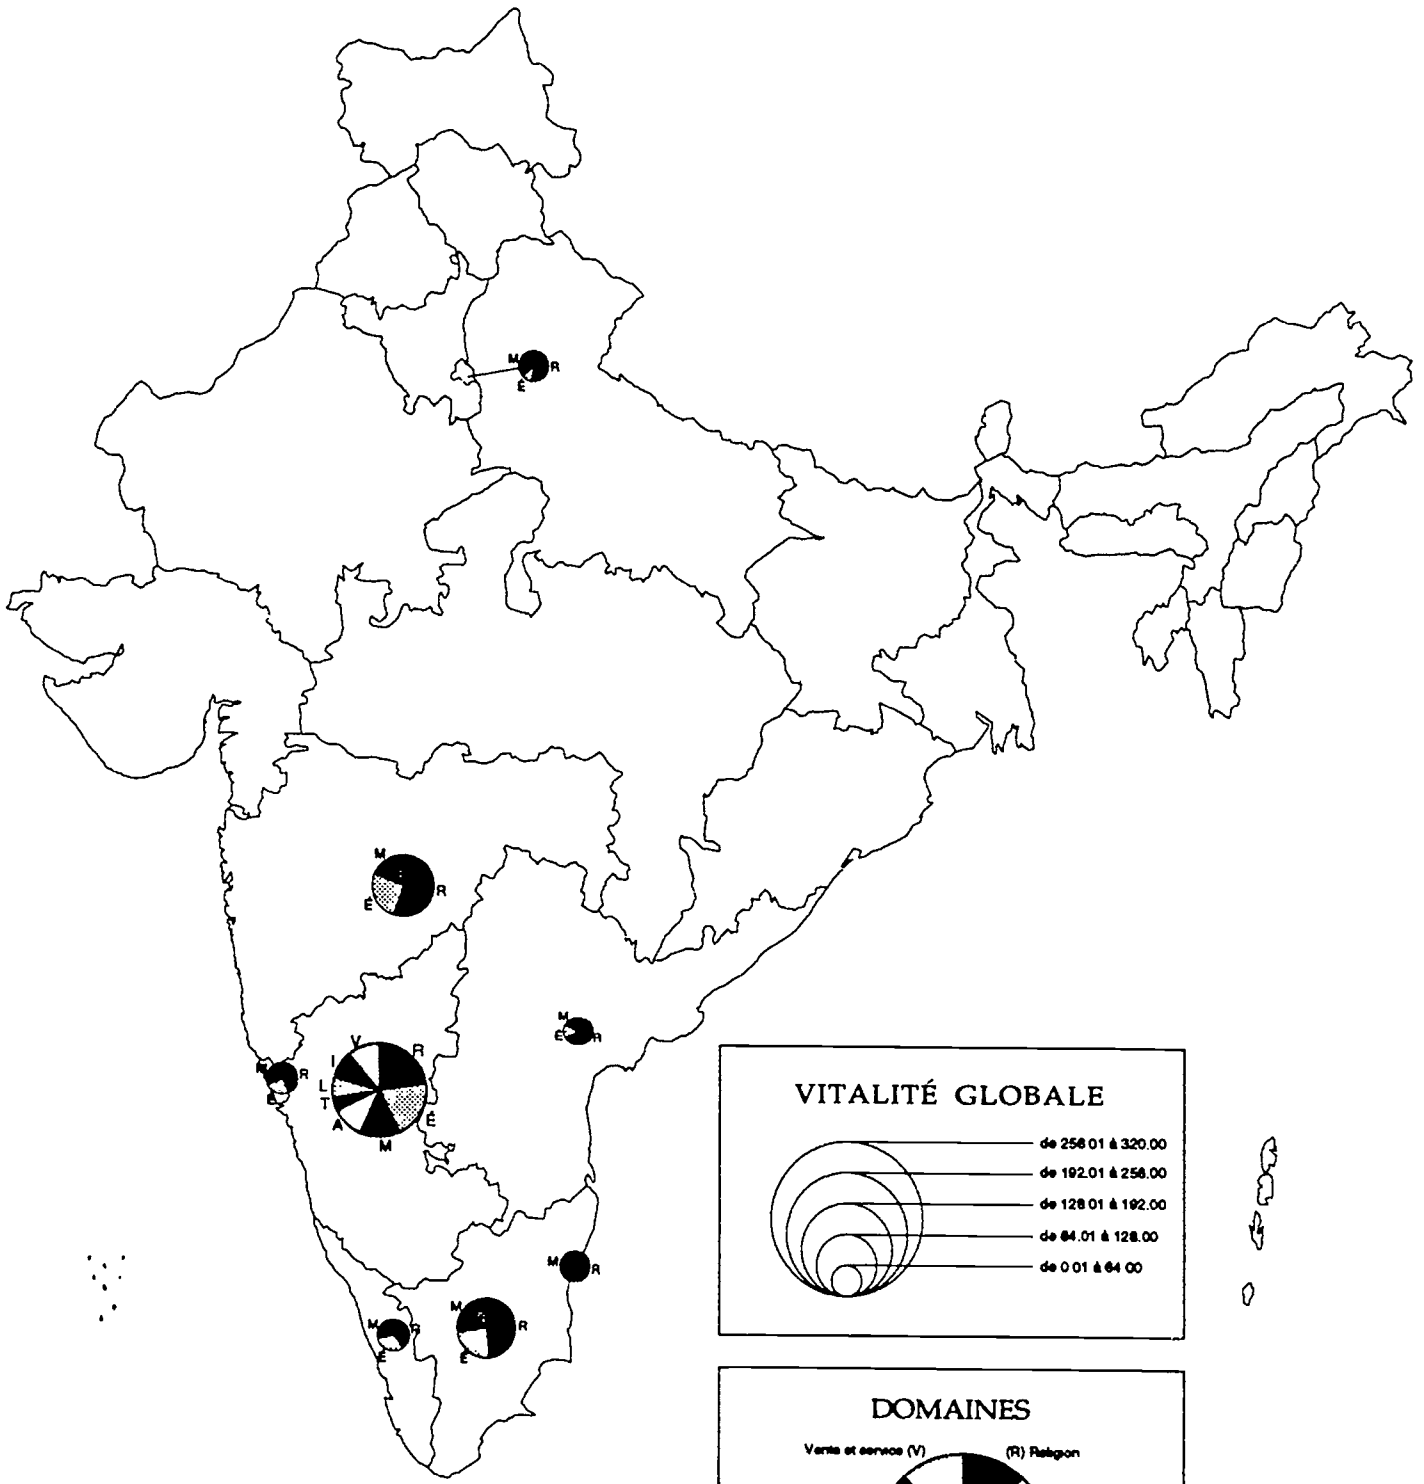 M R
É
M
R
É
M
É R
V R
I
L
T É
A
M
M R
É
M R
M R
É
M
R
É
VITALITÉ GLOBALE
de 256.01 à 320.00
de 192.01 à 256.00
de 128.01 à 192.00
de 64.01 à 128.00
de 0.01 à 64.00
DOMAINES
Vente et service (V) (R) Religion